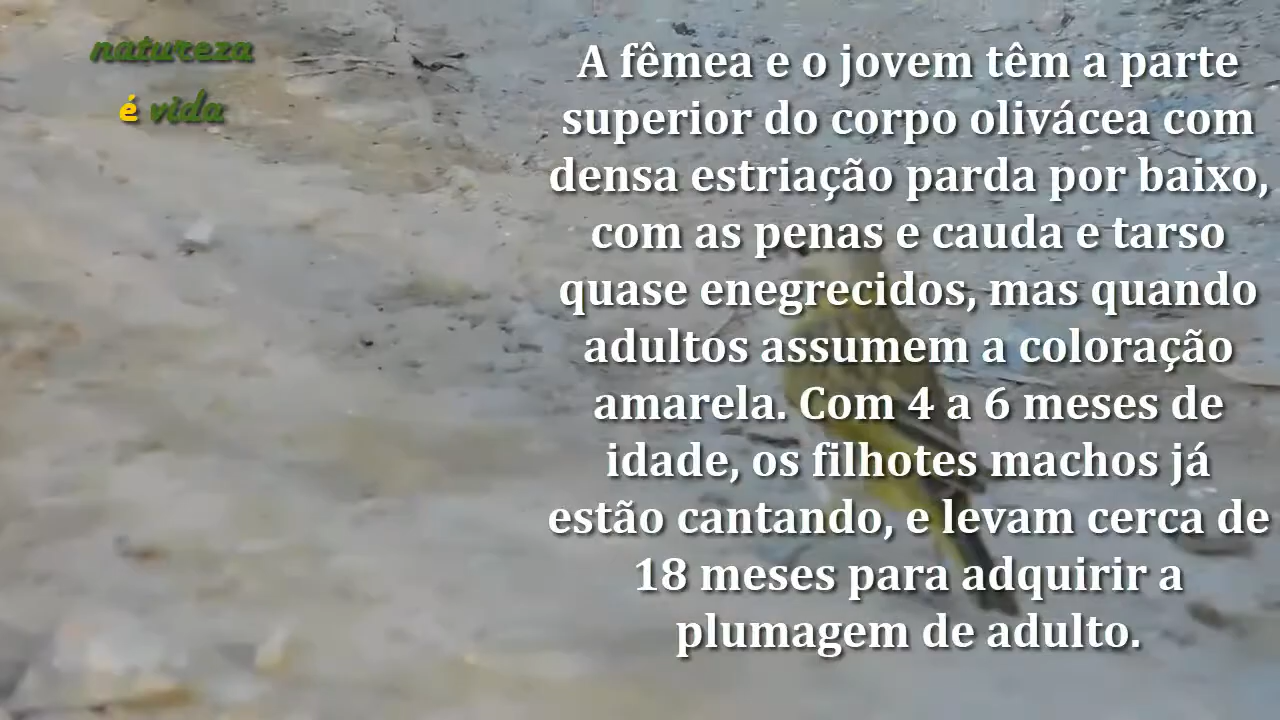 natureza
é vida
A fêmea e o jovem têm a parte
superior do corpo olivácea com
densa estriação parda por baixo,
com as penas e cauda e tarso
quase enegrecidos, mas quando
adultos assumem a coloração
amarela. Com 4 a 6 meses de
idade, os filhotes machos já
estão cantando, e levam cerca de
18 meses para adquirir a
plumagem de adulto.